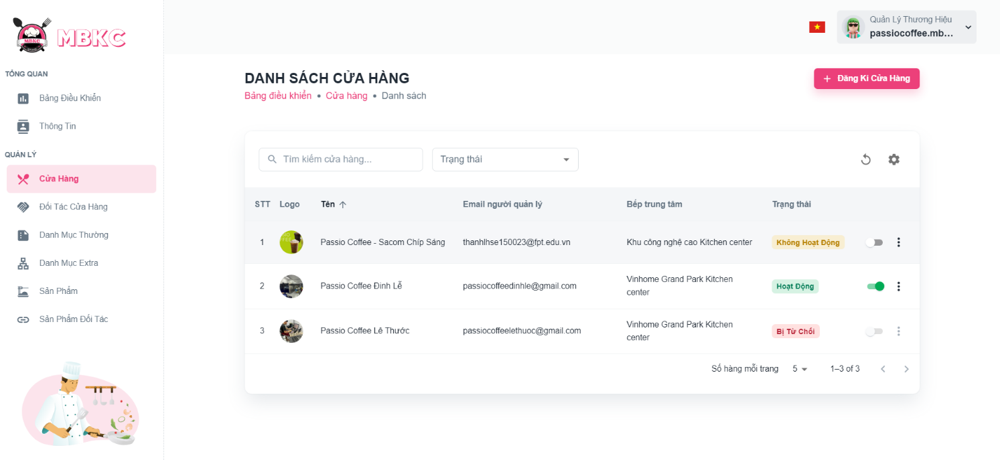 MBKC
MBKC
Quản Lý Thương Hiệu
passiocoffee.mb...
TỔNG QUAN
Bảng Điều Khiển
Thông Tin
QUẢN LÝ
Cửa Hàng
Đối Tác Cửa Hàng
Danh Mục Thường
Danh Mục Extra
Sản Phẩm
Sản Phẩm Đối Tác
DANH SÁCH CỬA HÀNG
Bảng điều khiển • Cửa hàng • Danh sách
+ Đăng Kí Cửa Hàng
Tìm kiếm cửa hàng...
Trạng thái
STT Logo Tên ↑ Email người quản lý Bếp trung tâm Trạng thái
1 Passio Coffee - Sacom Chíp Sáng thanhlhse150023@fpt.edu.vn Khu công nghệ cao Kitchen center Không Hoạt Động
2 Passio Coffee Đinh Lễ passiocoffeedinhle@gmail.com Vinhome Grand Park Kitchen
center Hoạt Động
3 Passio Coffee Lê Thước passiocoffeelethuoc@gmail.com Vinhome Grand Park Kitchen
center Bị Từ Chối
Số hàng mỗi trang 5 1–3 of 3